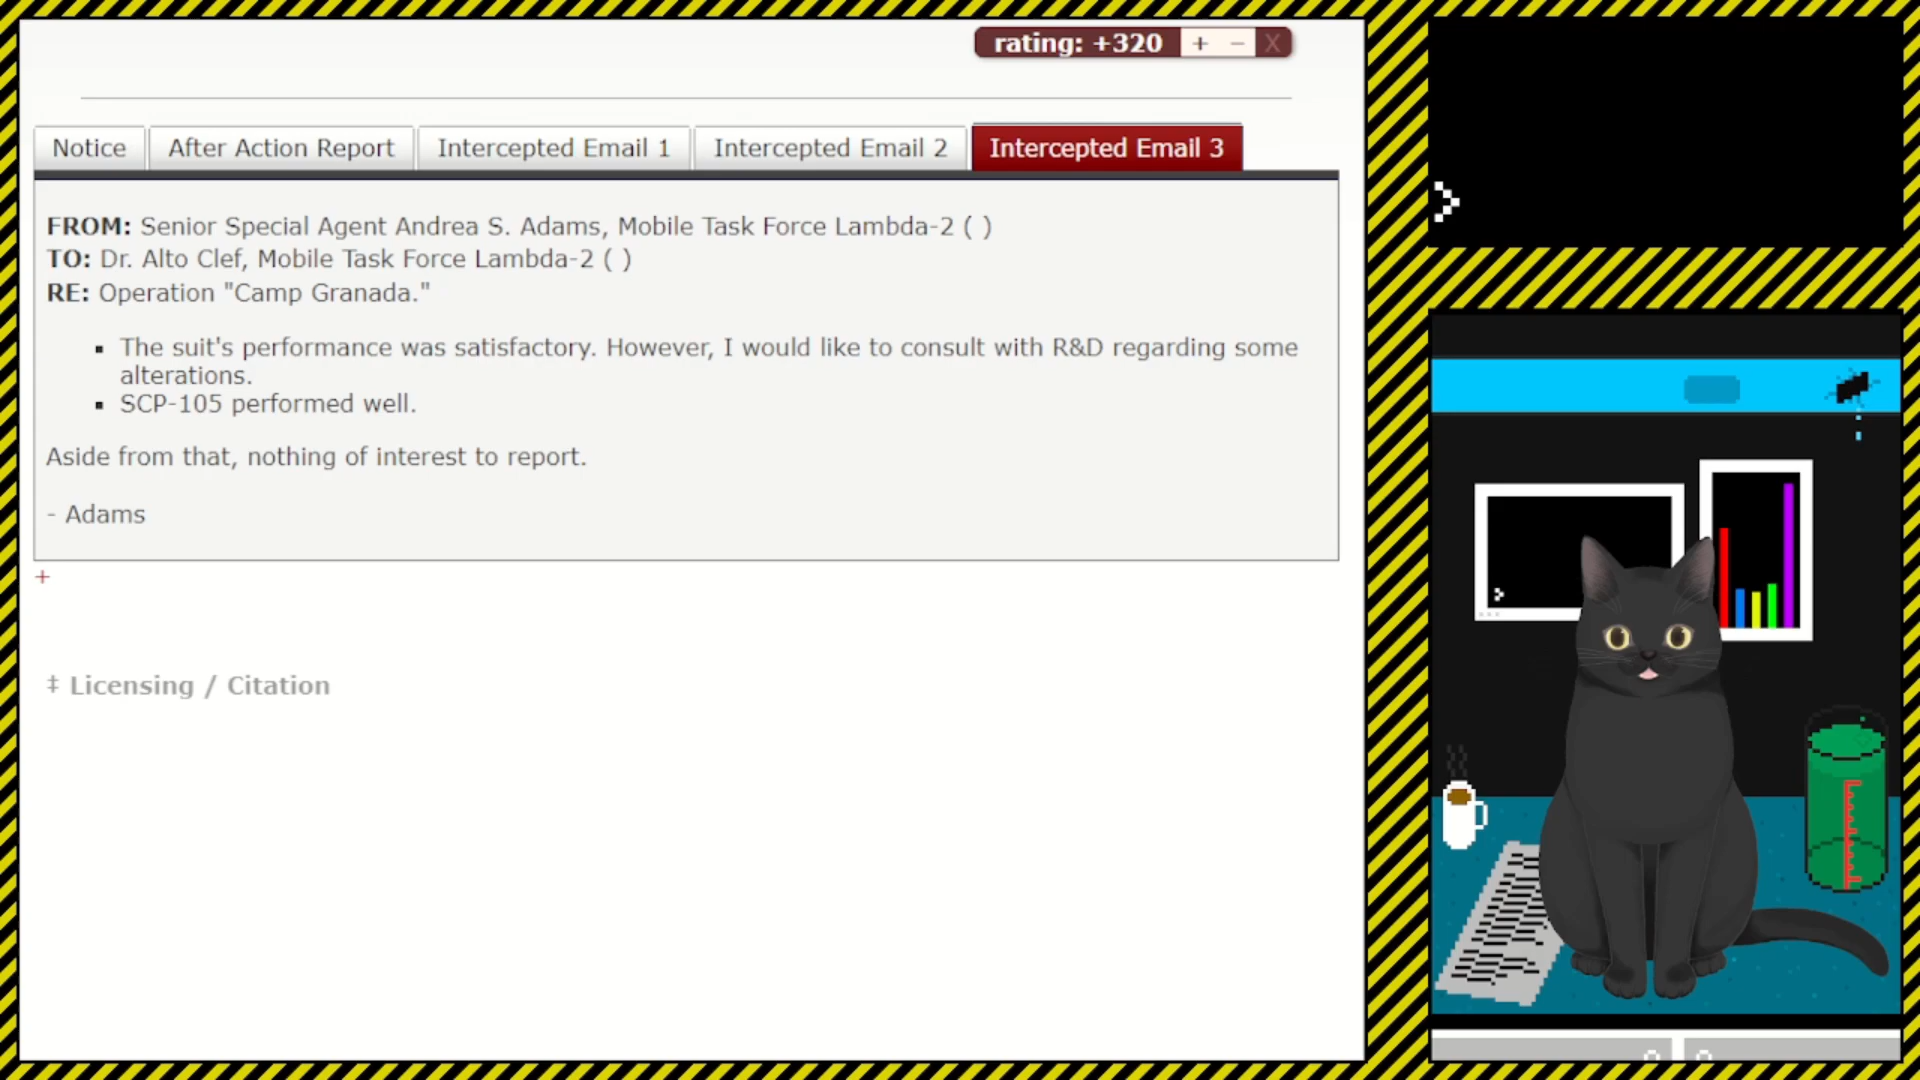 rating: +320 + − X
Notice After Action Report Intercepted Email 1 Intercepted Email 2 Intercepted Email 3
FROM: Senior Special Agent Andrea S. Adams, Mobile Task Force Lambda-2 ( )
TO: Dr. Alto Clef, Mobile Task Force Lambda-2 ( )
RE: Operation "Camp Granada."
▪ The suit's performance was satisfactory. However, I would like to consult with R&D regarding some
alterations.
▪ SCP-105 performed well.
Aside from that, nothing of interest to report.
- Adams
+
‡ Licensing / Citation
>
>